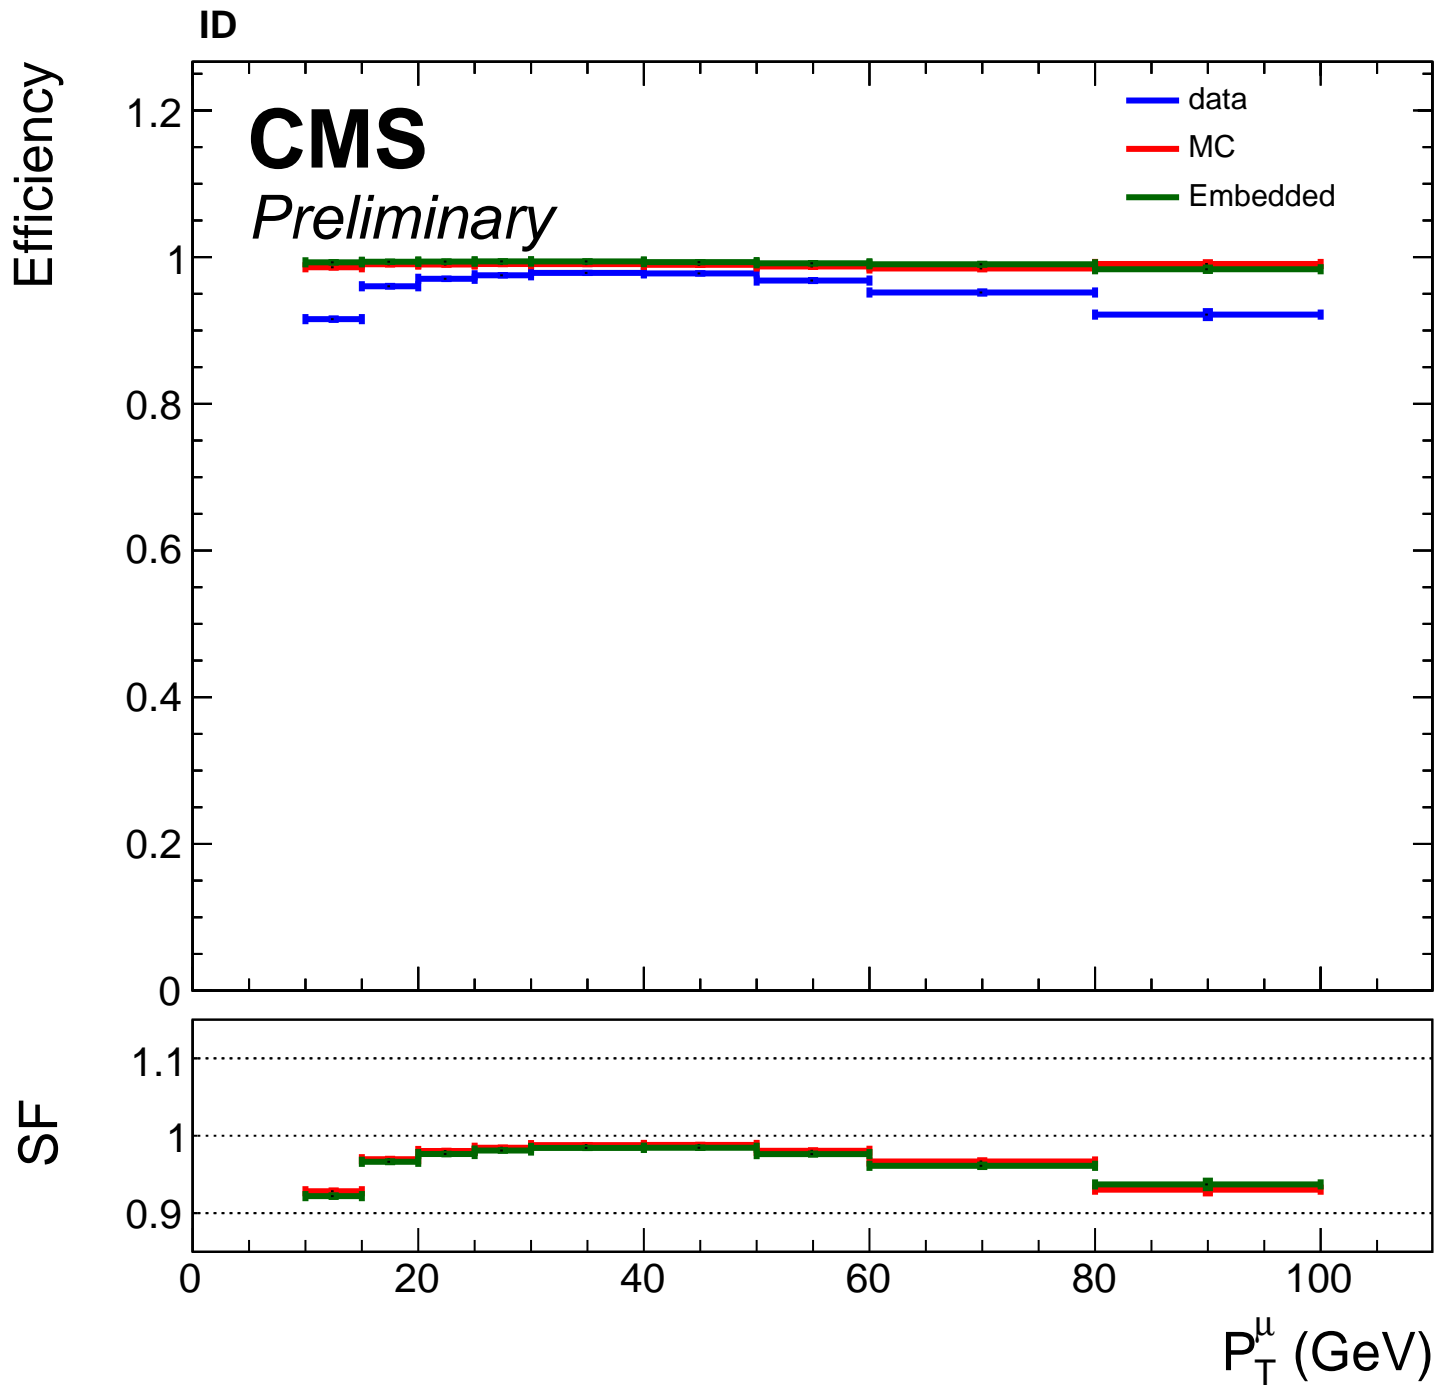 ID
Efficiency
CMS
Preliminary
data
MC
Embedded
1.2
1
0.8
0.6
0.4
0.2
0
SF
1.1
1
0.9
0 20 40 60 80 100
P_T^μ (GeV)